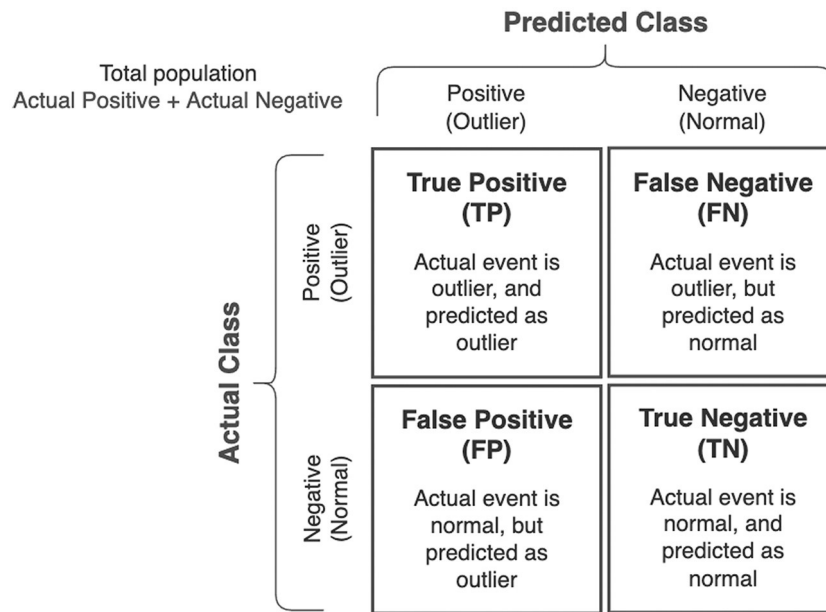 Predicted Class
Total population
Actual Positive + Actual Negative
Positive
(Outlier)
Negative
(Normal)
Actual Class
Positive
(Outlier)
True Positive
(TP)
Actual event is
outlier, and
predicted as
outlier
False Negative
(FN)
Actual event is
outlier, but
predicted as
normal
Negative
(Normal)
False Positive
(FP)
Actual event is
normal, but
predicted as
outlier
True Negative
(TN)
Actual event is
normal, and
predicted as
normal